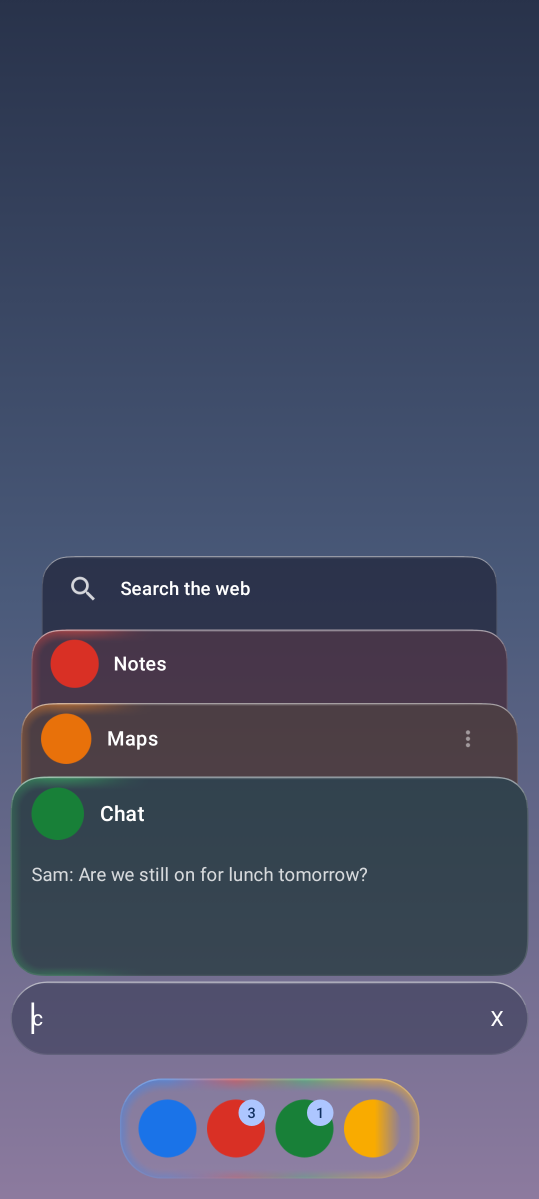 Search the web
Notes
Maps
Chat
Sam: Are we still on for lunch tomorrow?
c
X
3
1